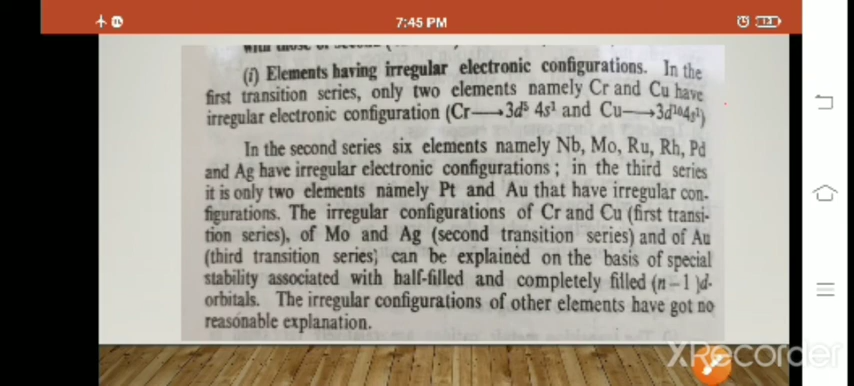 7:45 PM
(i) Elements having irregular electronic configurations. In the
first transition series, only two elements namely Cr and Cu have
irregular electronic configuration (Cr⟶3d⁵ 4s¹ and Cu⟶3d¹⁰4s¹)
In the second series six elements namely Nb, Mo, Ru, Rh, Pd
and Ag have irregular electronic configurations ; in the third series
it is only two elements namely Pt and Au that have irregular con-
figurations. The irregular configurations of Cr and Cu (first transi-
tion series), of Mo and Ag (second transition series) and of Au
(third transition series) can be explained on the basis of special
stability associated with half-filled and completely filled (n−1)d-
orbitals. The irregular configurations of other elements have got no
reasonable explanation.
XRecorder